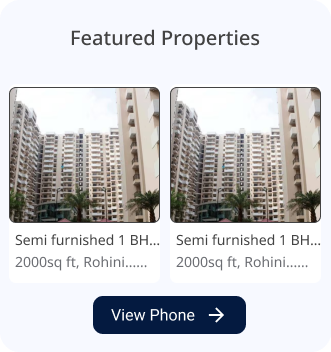 Featured Properties
Semi furnished 1 BH... Semi furnished 1 BH...
2000sq ft, Rohini...... 2000sq ft, Rohini......
View Phone →